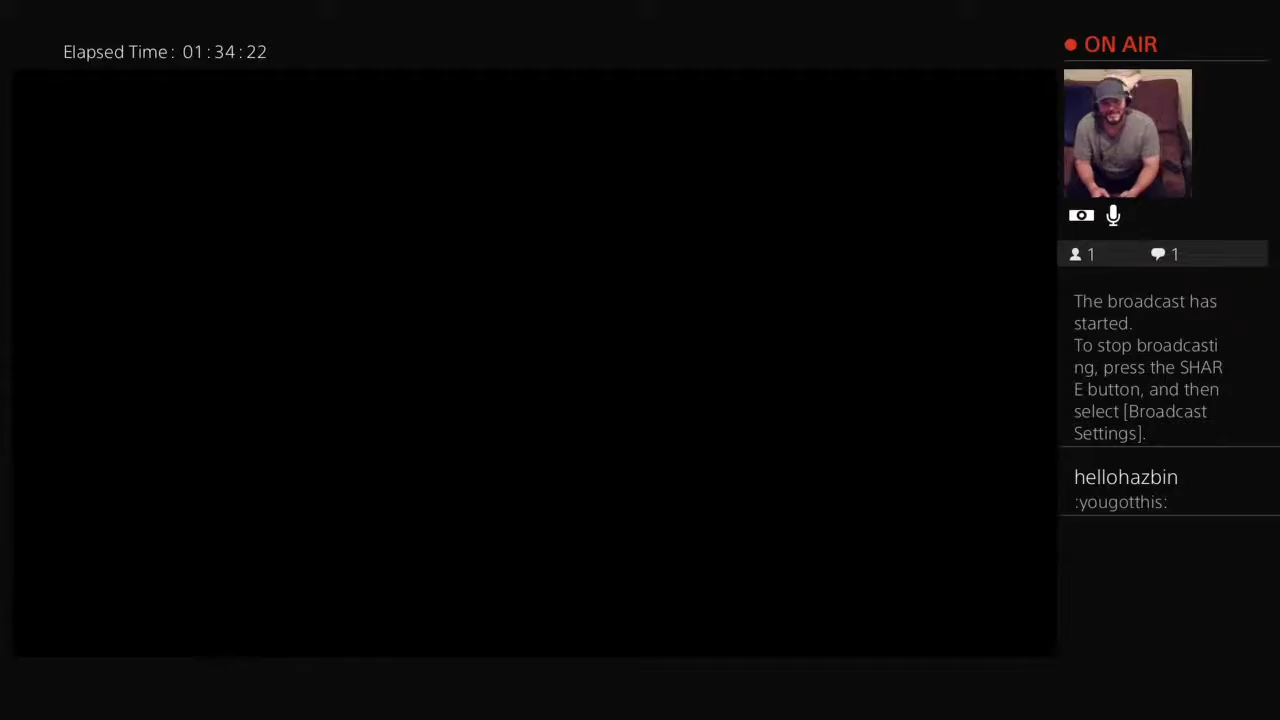 Elapsed Time: 01:34:22
ON AIR
1 1
The broadcast has
started.
To stop broadcasti
ng, press the SHAR
E button, and then
select [Broadcast
Settings].
hellohazbin
:yougotthis: